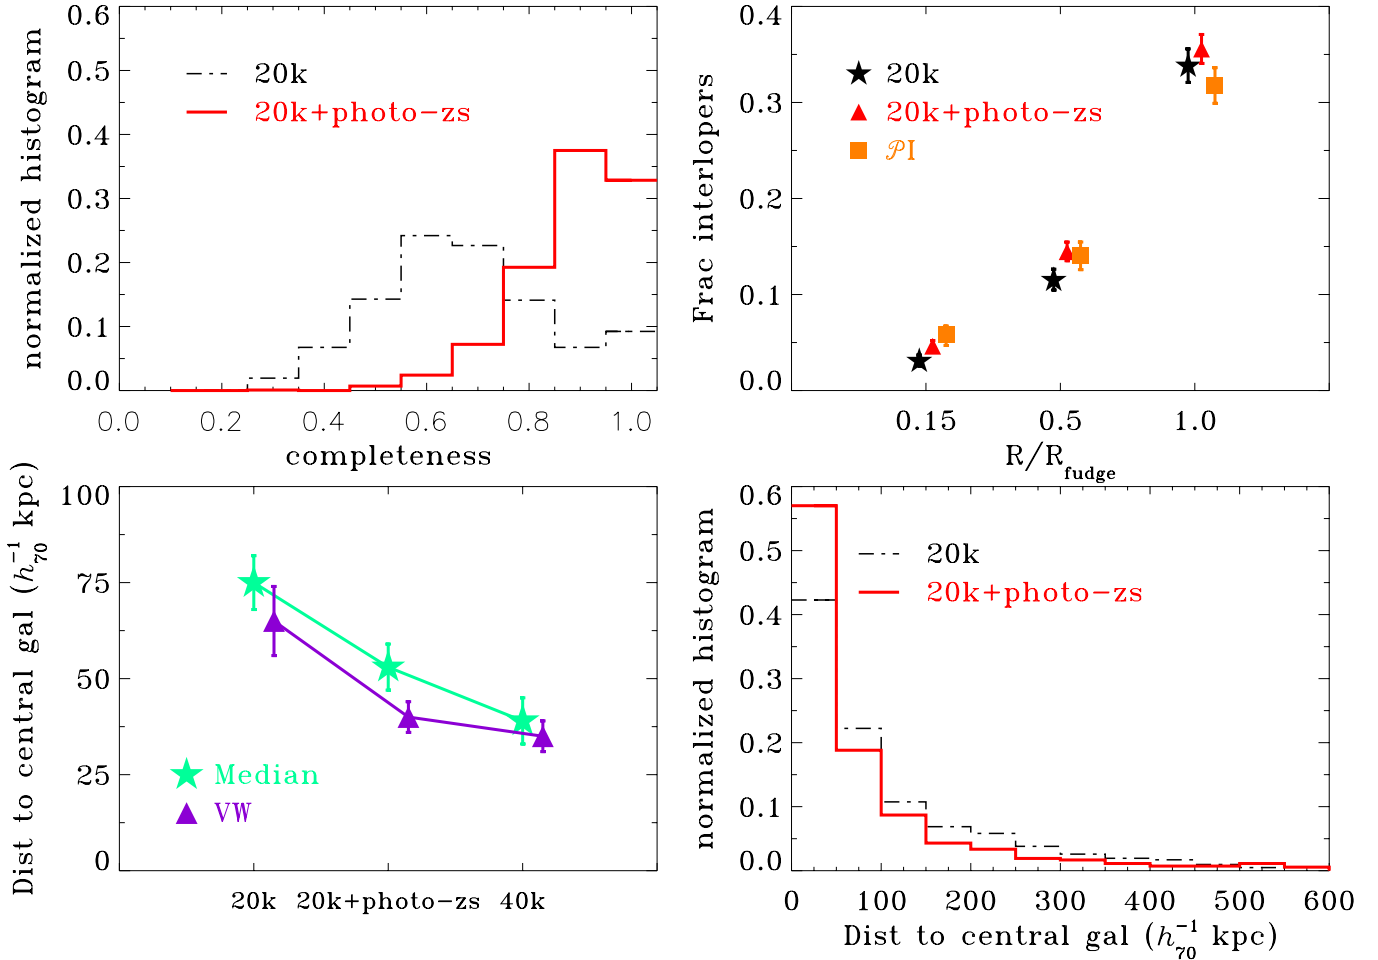 0.6
0.5
0.4
0.3
0.2
0.1
0.0
normalized histogram
20k
20k+photo-zs
0.0 0.2 0.4 0.6 0.8 1.0
completeness
0.4
0.3
0.2
0.1
0.0
Frac interlopers
20k
20k+photo-zs
𝒫I
0.15 0.5 1.0
R/R_fudge
100
75
50
25
0
Dist to central gal (h_70^-1 kpc)
Median
VW
20k 20k+photo-zs 40k
0.6
0.5
0.4
0.3
0.2
0.1
0.0
normalized histogram
20k
20k+photo-zs
0 100 200 300 400 500 600
Dist to central gal (h_70^-1 kpc)